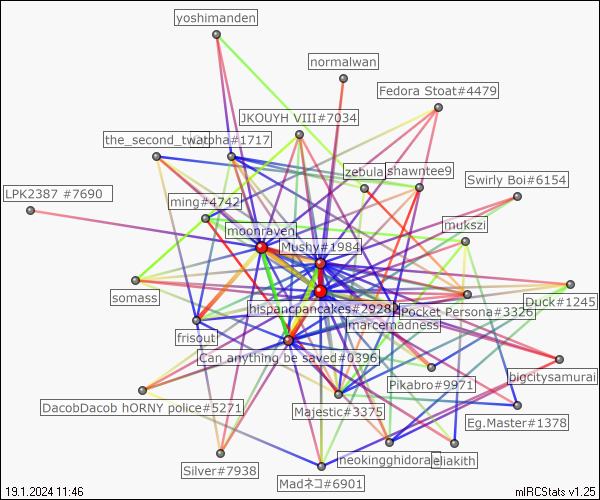 yoshimanden
normalwan
Fedora Stoat#4479
JKOUYH VIII#7034
the_second_twat
pha#1717
zebula
shawntee9
Swirly Boi#6154
LPK2387 #7690
ming#4742
mukszi
moonraven
Mushy#1984
somass
hispancpancakes#2928
Pocket Persona#3326
Duck#1245
marcemadness
frisout
Can anything be saved#0396
Pikabro#9971
bigcitysamurai
DacobDacob hORNY police#5271
Majestic#3375
Eg.Master#1378
neokingghidorah
eliakith
Silver#7938
Madネコ#6901
19.1.2024 11:46
mIRCStats v1.25